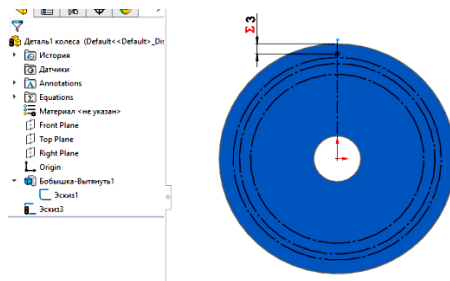 Деталь1 колеса (Default<<Default>_Dis
История
Датчики
Annotations
Equations
Материал <не указан>
Front Plane
Top Plane
Right Plane
Origin
Бобышка-Вытянуть1
Эскиз1
Эскиз3
Σ 3